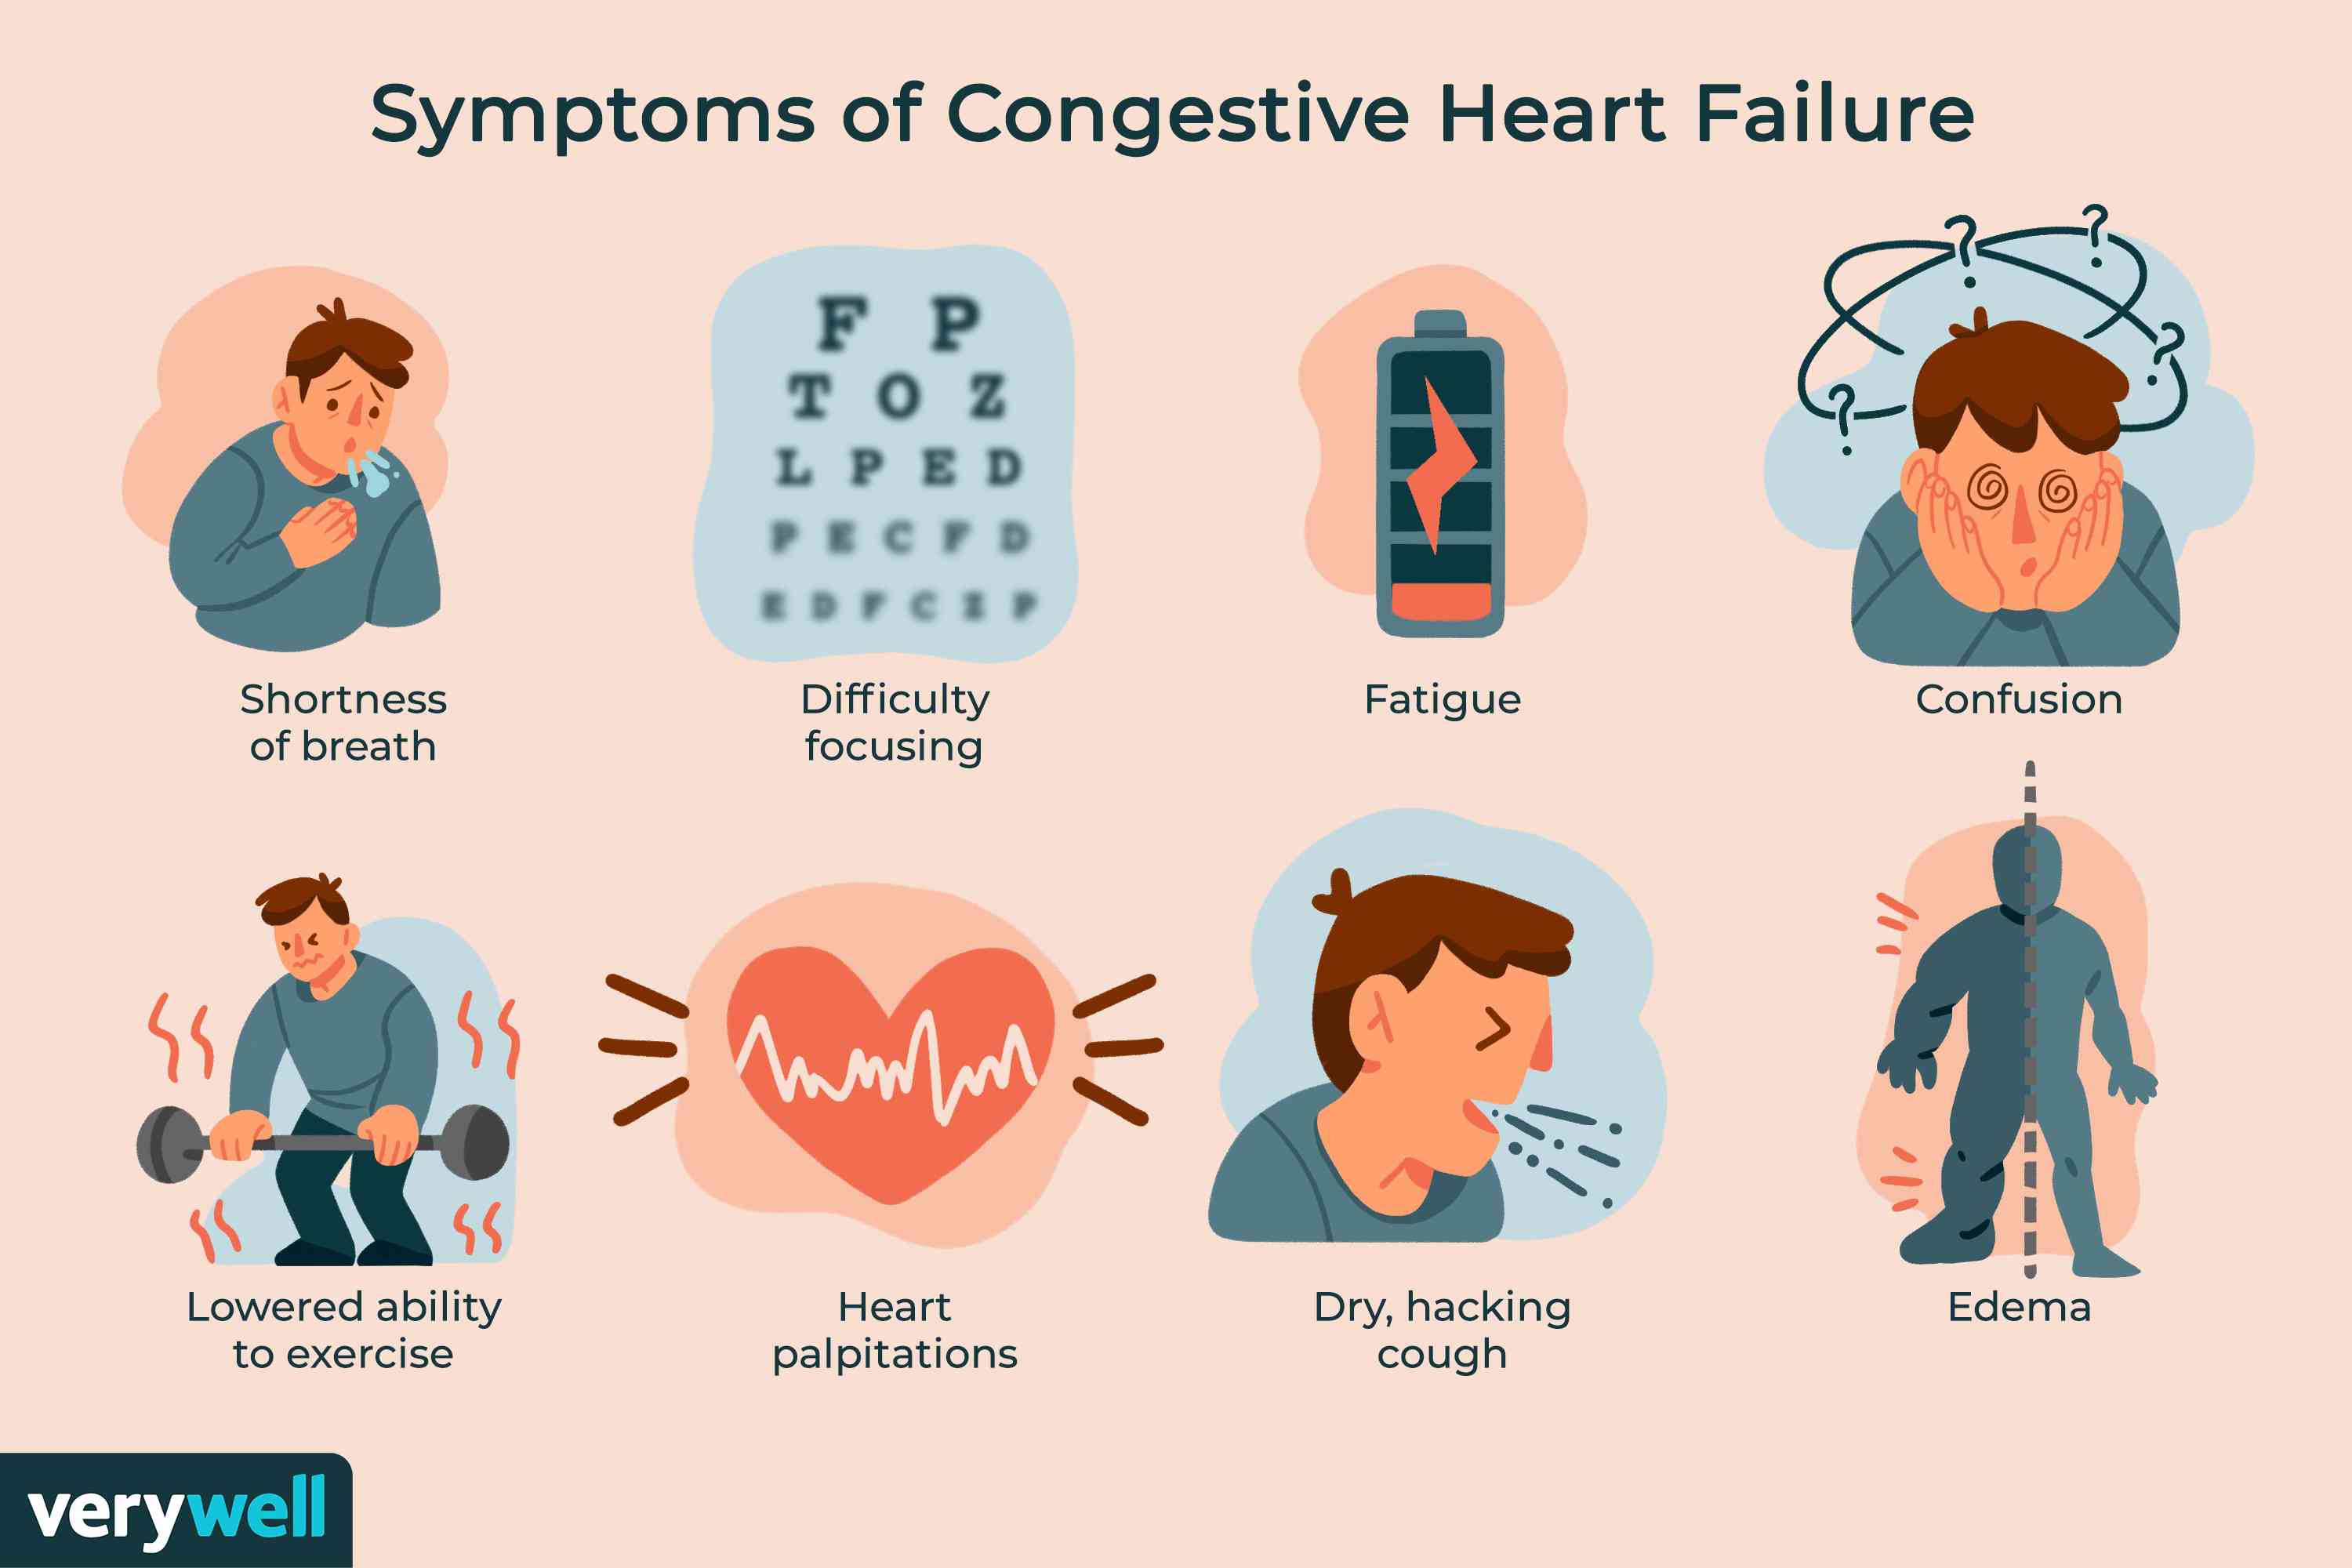 Symptoms of Congestive Heart Failure
F P
T O Z
L P E D
P E C F D
E D F C Z P
Shortness
of breath
Difficulty
focusing
Fatigue
Confusion
Lowered ability
to exercise
Heart
palpitations
Dry, hacking
cough
Edema
verywell